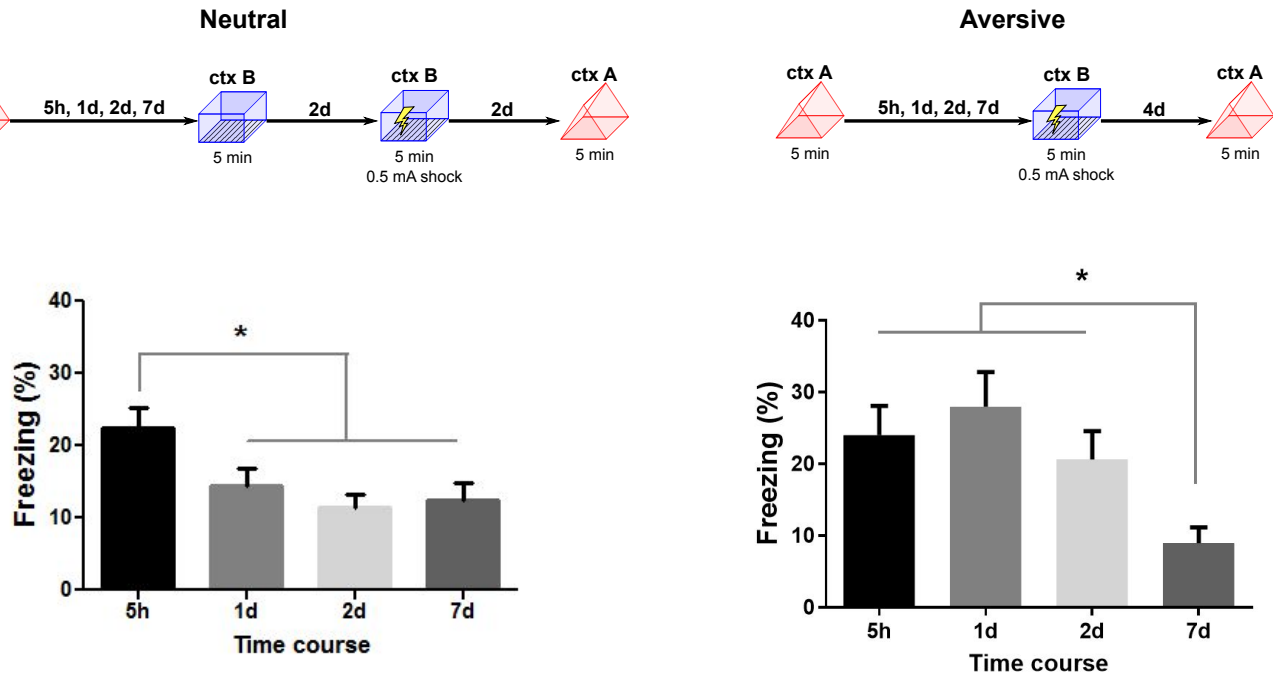 Neutral
ctx B
ctx B
ctx A
5h, 1d, 2d, 7d
2d
2d
5 min
5 min
5 min
0.5 mA shock
Aversive
ctx A
ctx B
ctx A
5h, 1d, 2d, 7d
4d
5 min
5 min
5 min
0.5 mA shock
*
Freezing (%)
40
30
20
10
0
5h
1d
2d
7d
Time course
*
Freezing (%)
40
30
20
10
0
5h
1d
2d
7d
Time course